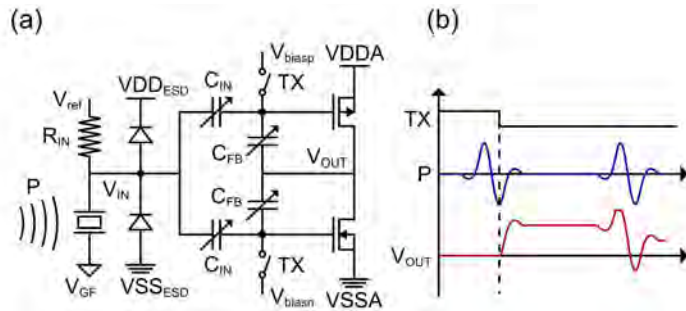 (a)
V_biasp
VDDA
C_IN
TX
VDD_ESD
V_ref
R_IN
C_FB
V_OUT
P
V_IN
C_FB
C_IN
TX
V_GF
VSS_ESD
V_biasn
VSSA
(b)
TX
P
V_OUT